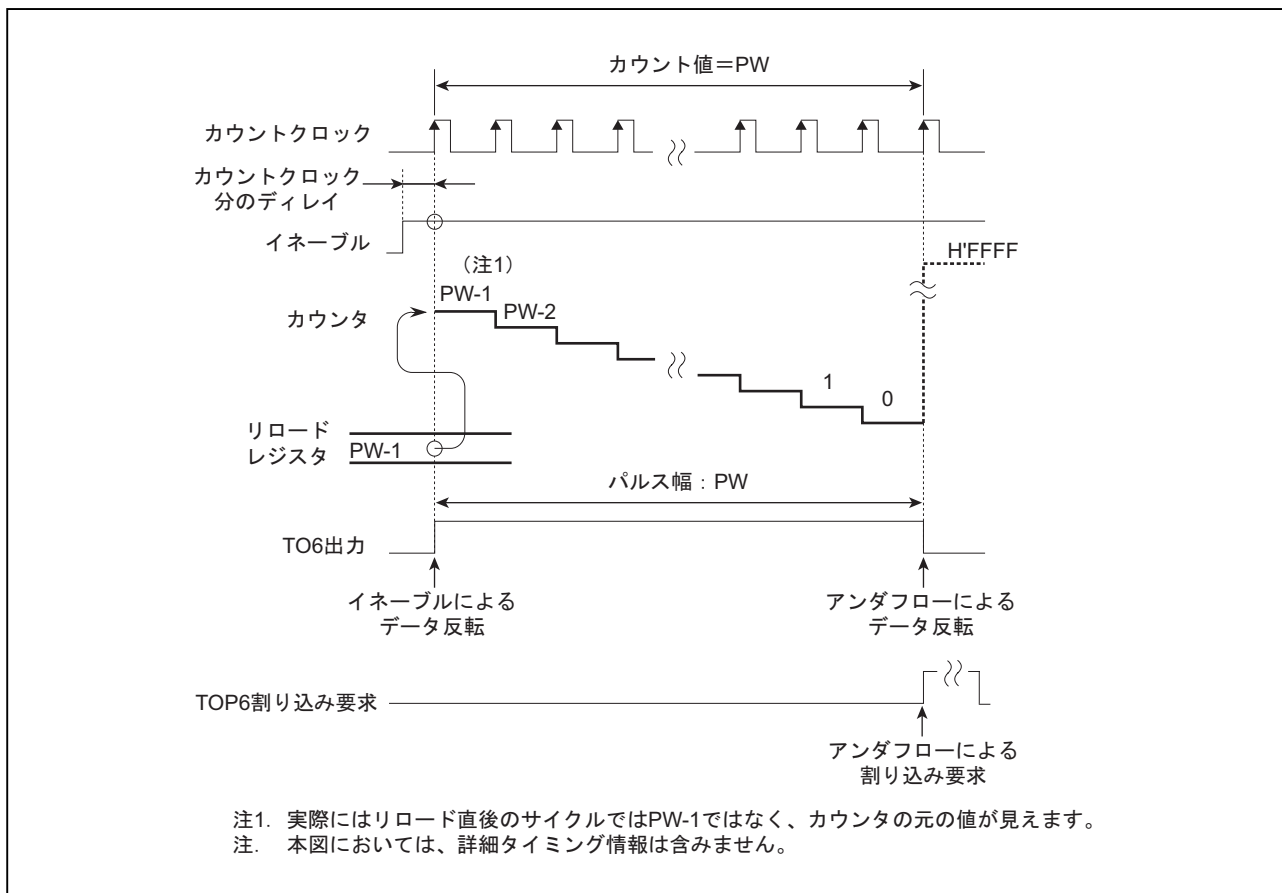 カウント値＝PW
カウントクロック
カウントクロック
分のディレイ
イネーブル
H'FFFF
（注1）
PW-1
PW-2
カウンタ
1
0
リロード
レジスタ
PW-1
パルス幅：PW
TO6出力
イネーブルによる
データ反転
アンダフローによる
データ反転
TOP6割り込み要求
アンダフローによる
割り込み要求
注1. 実際にはリロード直後のサイクルではPW-1ではなく、カウンタの元の値が見えます。
注. 本図においては、詳細タイミング情報は含みません。